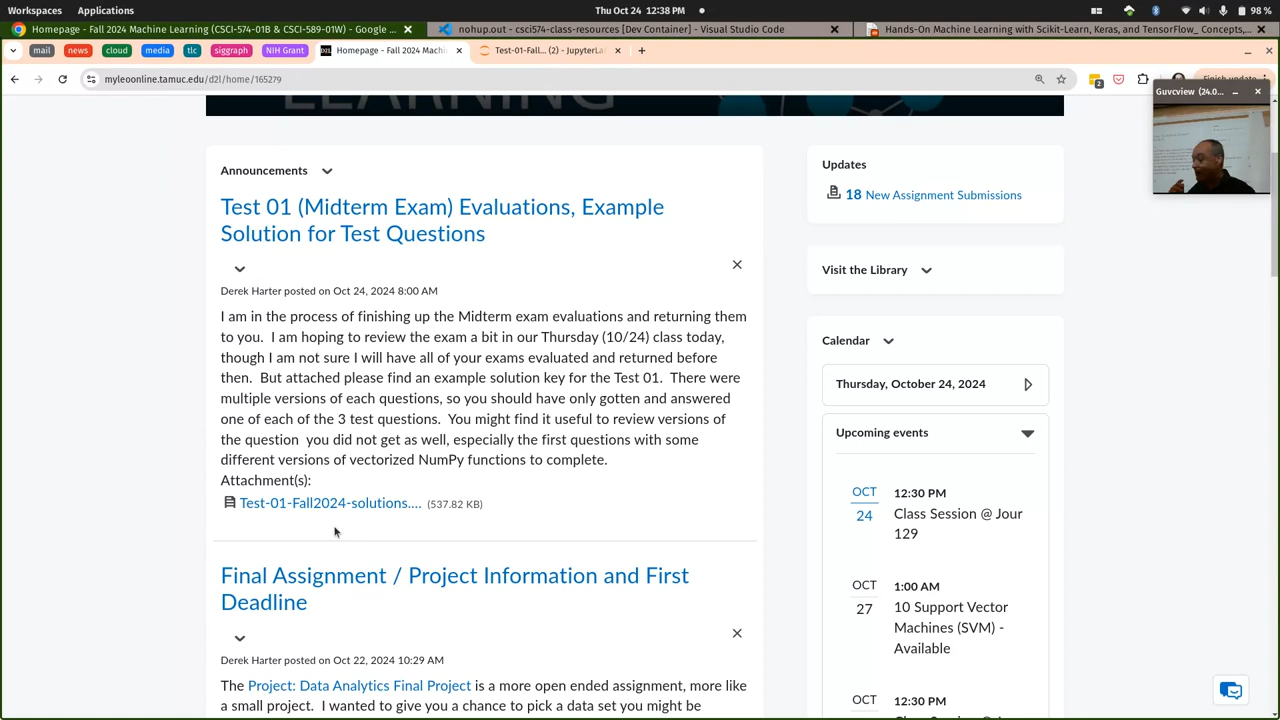 Workspaces
Applications
Thu Oct 24 12:38 PM
98 %
Homepage - Fall 2024 Machine Learning (CSCI-574-01B & CSCI-589-01W) - Google ...
nohup.out - csci574-class-resources [Dev Container] - Visual Studio Code
Hands-On Machine Learning with Scikit-Learn, Keras, and TensorFlow_ Concepts,...
mail
news
cloud
media
tlc
siggraph
NIH Grant
Homepage - Fall 2024 Machi
Test-01-Fall... (2) - JupyterLa
myleoonline.tamuc.edu/d2l/home/165279
2
Finish update
Guvcview (24.0...
LEARNING
Announcements
Test 01 (Midterm Exam) Evaluations, Example
Solution for Test Questions
Derek Harter posted on Oct 24, 2024 8:00 AM
I am in the process of finishing up the Midterm exam evaluations and returning them
to you.  I am hoping to review the exam a bit in our Thursday (10/24) class today,
though I am not sure I will have all of your exams evaluated and returned before
then.  But attached please find an example solution key for the Test 01.  There were
multiple versions of each questions, so you should have only gotten and answered
one of each of the 3 test questions.  You might find it useful to review versions of
the question  you did not get as well, especially the first questions with some
different versions of vectorized NumPy functions to complete.
Attachment(s):
Test-01-Fall2024-solutions.... (537.82 KB)
Final Assignment / Project Information and First
Deadline
Derek Harter posted on Oct 22, 2024 10:29 AM
The Project: Data Analytics Final Project is a more open ended assignment, more like
a small project.  I wanted to give you a chance to pick a data set you might be
Updates
18 New Assignment Submissions
Visit the Library
Calendar
Thursday, October 24, 2024
Upcoming events
OCT
24
12:30 PM
Class Session @ Jour
129
OCT
27
1:00 AM
10 Support Vector
Machines (SVM) -
Available
OCT
12:30 PM